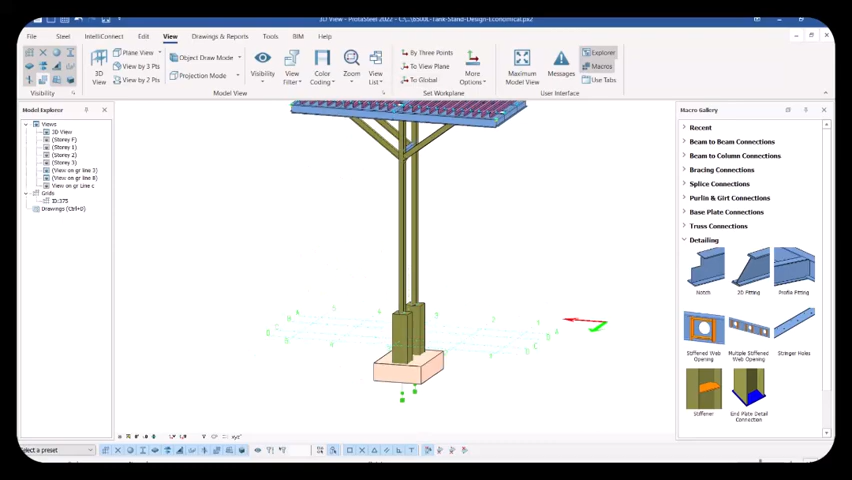 3D View - ProtaSteel 2022 - C:\...\6500L-Tank-Stand-Design-Economical.px2
File Steel IntelliConnect Edit View Drawings & Reports Tools BIM Help
Visibility
3D View
Plane View
View by 3 Pts
View by 2 Pts
Object Draw Mode
Projection Mode
Visibility
View Filter
Color Coding
Zoom
View List
Model View
By Three Points
To View Plane
To Global
More Options
Set Workplane
Maximum Model View
Messages
Explorer
Macros
Use Tabs
User Interface
Model Explorer
Views
3D View
(Storey F)
(Storey 1)
(Storey 2)
(Storey 3)
(View on gr line 3)
(View on gr line B)
View on gr Line c
Grids
ID:375
Drawings (Ctrl+D)
Macro Gallery
Recent
Beam to Beam Connections
Beam to Column Connections
Bracing Connections
Splice Connections
Purlin & Girt Connections
Base Plate Connections
Truss Connections
Detailing
Notch
2D Fitting
Profile Fitting
Stiffened Web Opening
Multiple Stiffened Web Opening
Stringer Holes
Stiffener
End Plate Detail Connection
Select a preset